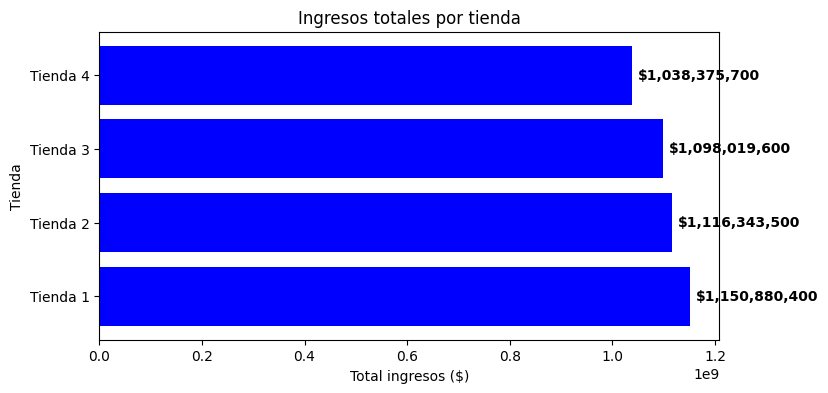 Ingresos totales por tienda
Tienda 4
$1,038,375,700
Tienda 3
$1,098,019,600
Tienda
Tienda 2
$1,116,343,500
Tienda 1
$1,150,880,400
0.0 0.2 0.4 0.6 0.8 1.0 1.2
1e9
Total ingresos ($)